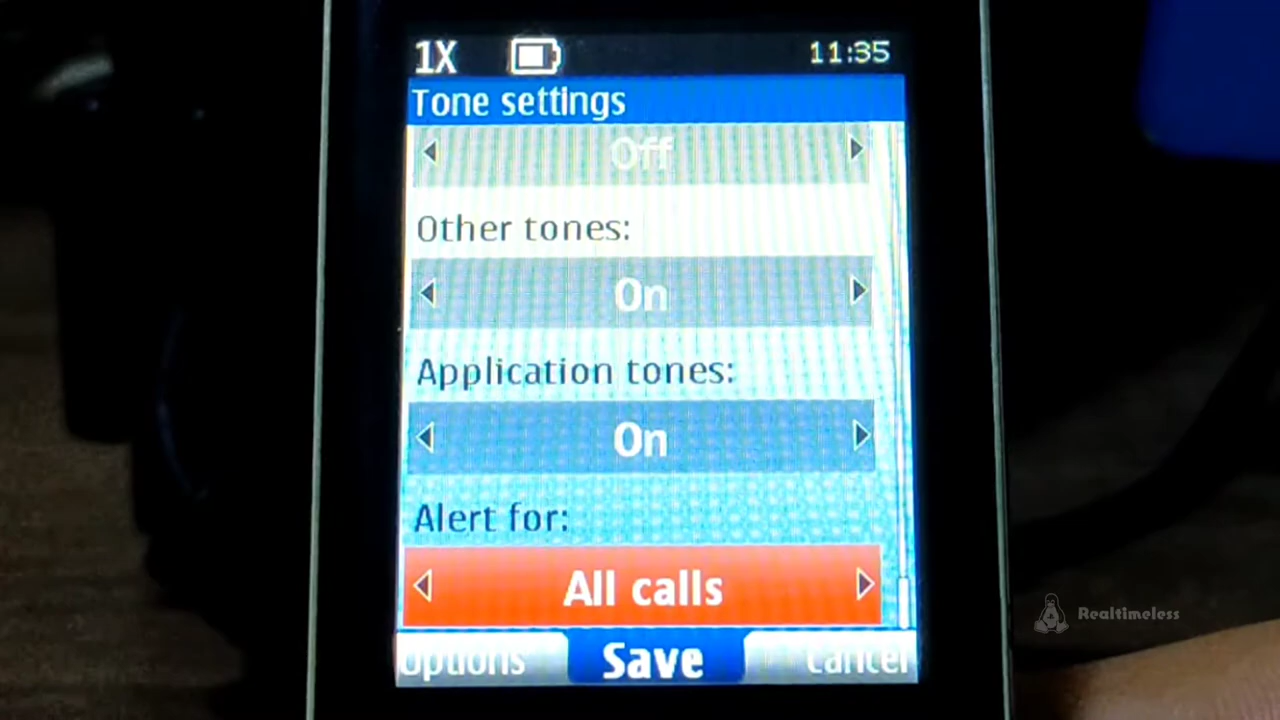 1X 11:35
Tone settings
Off
Other tones:
On
Application tones:
On
Alert for:
All calls
Options Save Cancel
Realtimeless